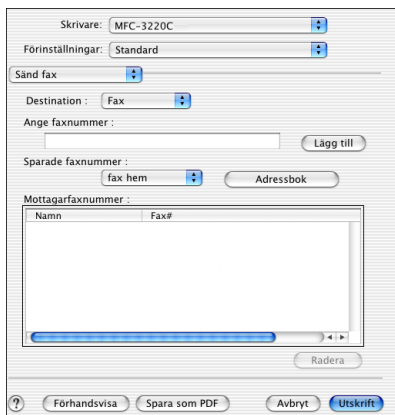 Skrivare: MFC-3220C
Förinställningar: Standard
Sänd fax
Destination : Fax
Ange faxnummer :
Lägg till
Sparade faxnummer :
fax hem Adressbok
Mottagarfaxnummer :
Namn Fax#
Radera
? Förhandsvisa Spara som PDF Avbryt Utskrift